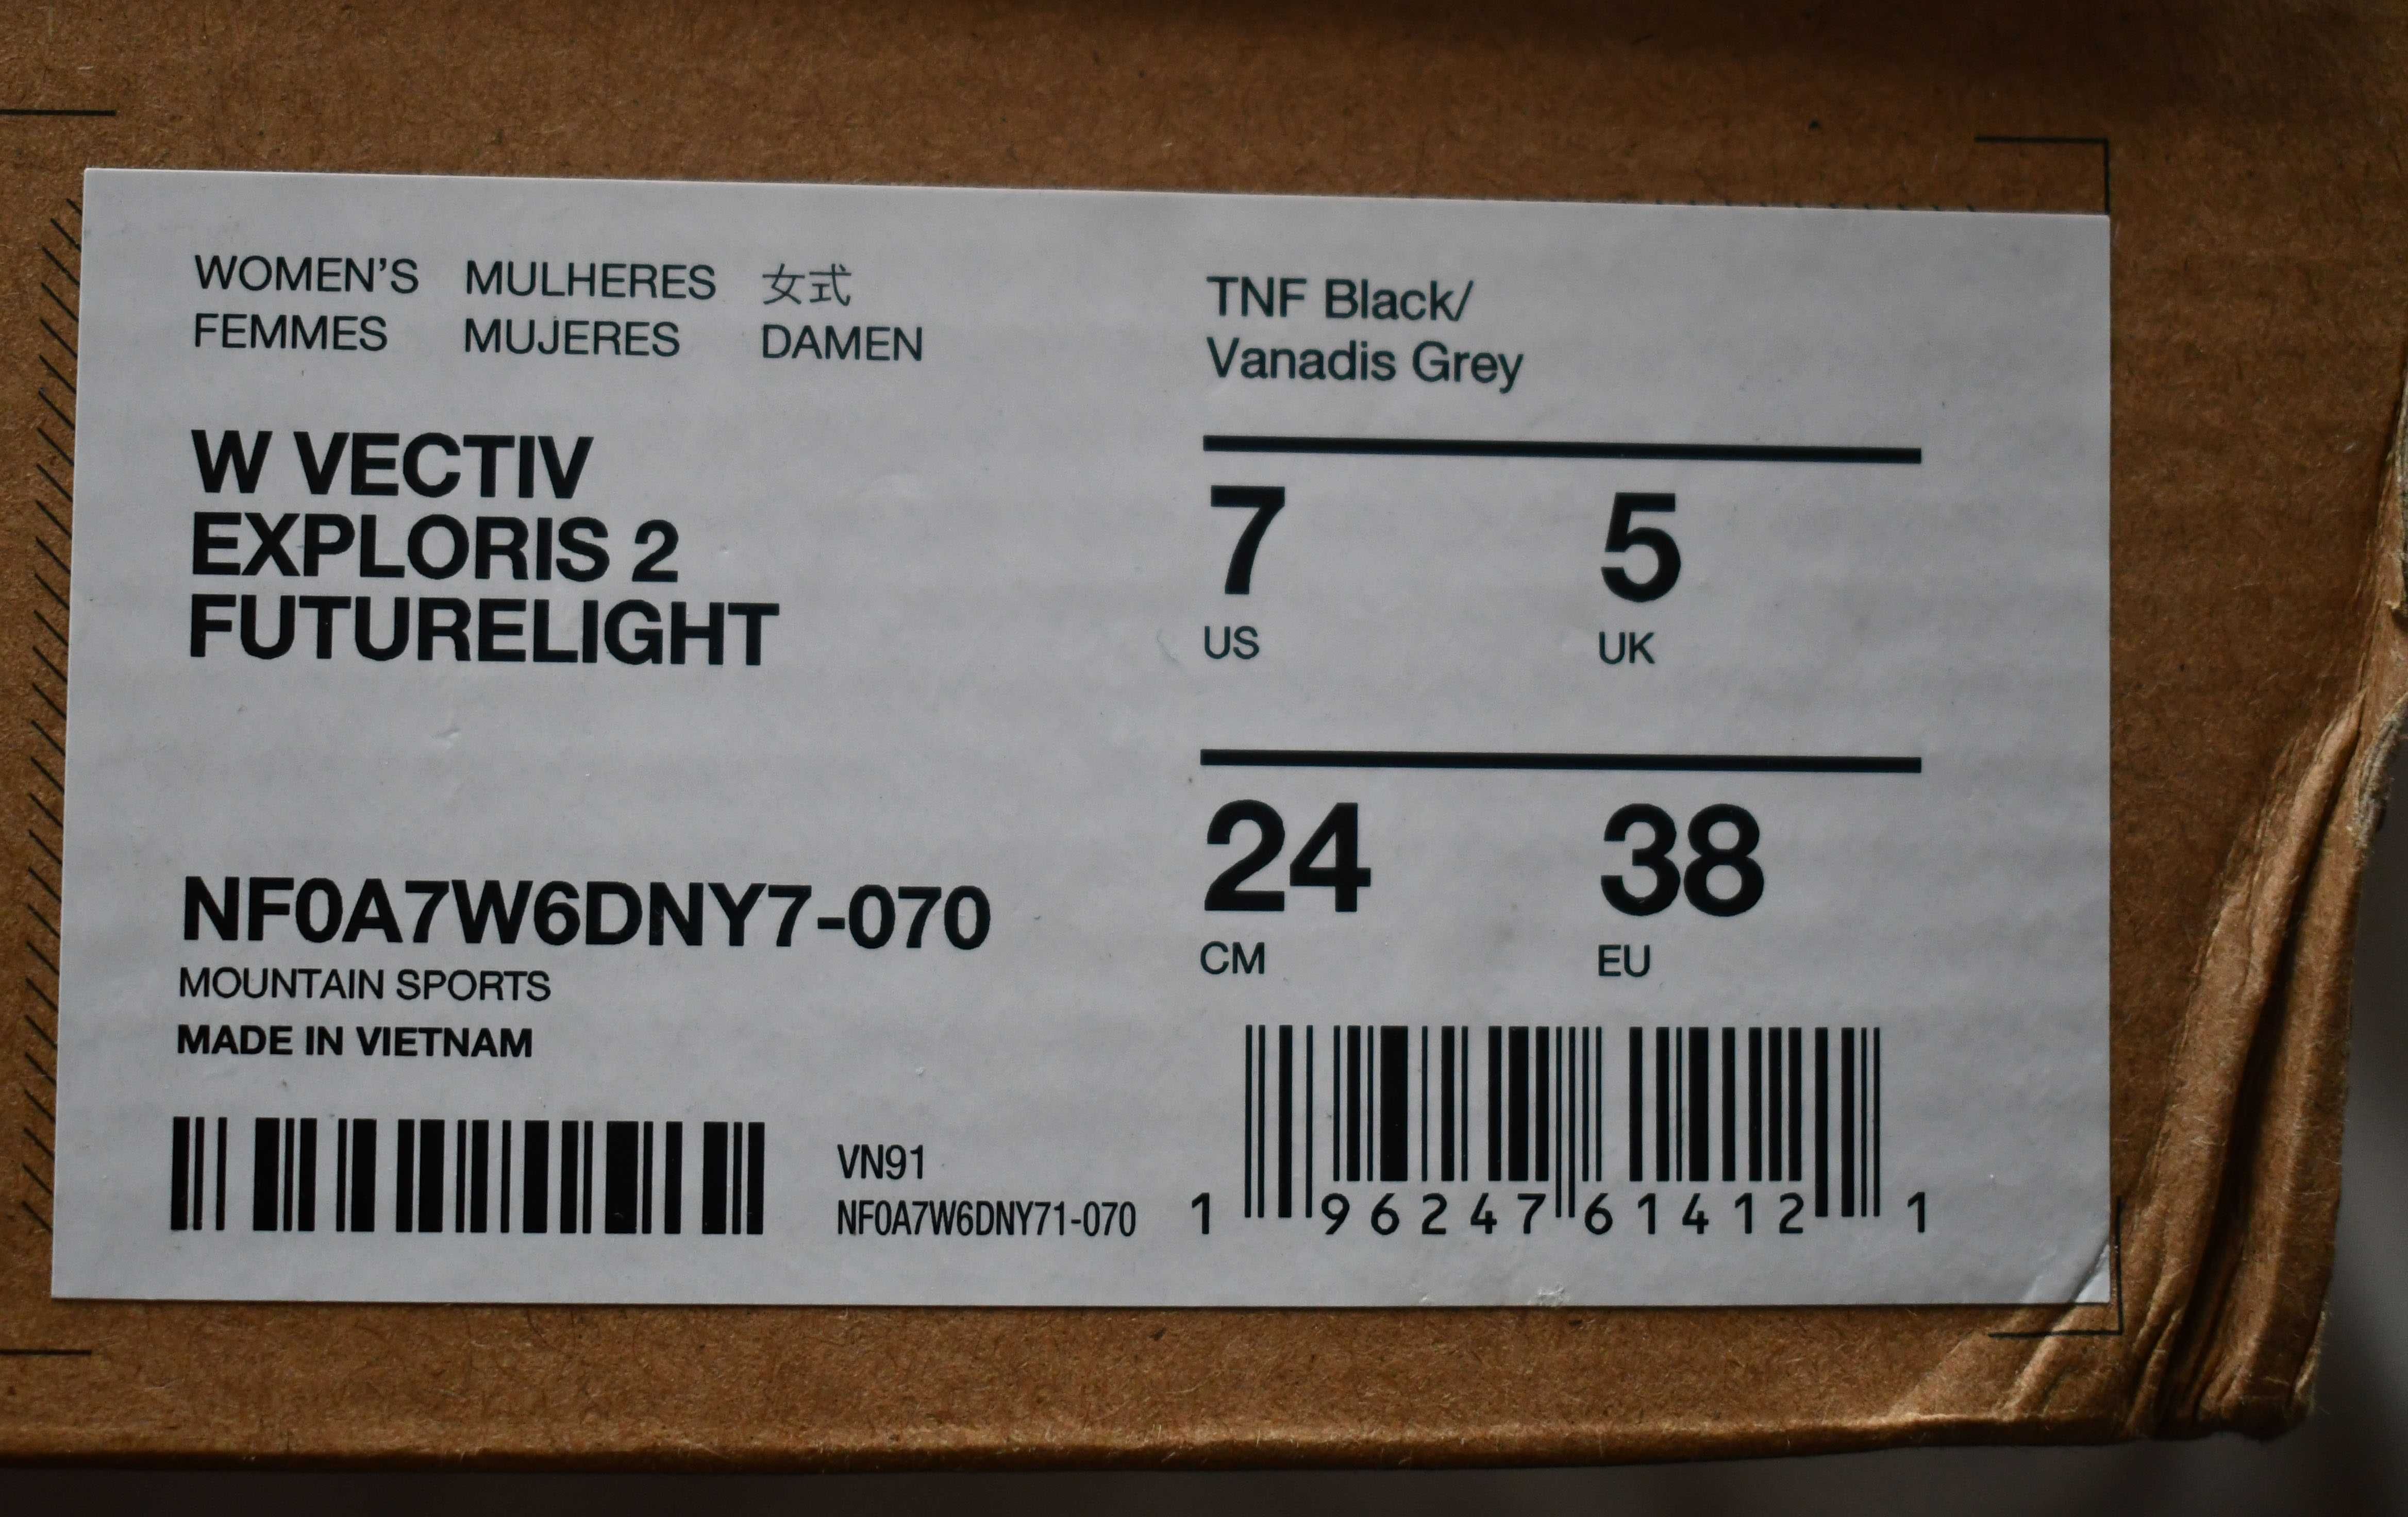 WOMEN'S MULHERES 女式
FEMMES MUJERES DAMEN
W VECTIV
EXPLORIS 2
FUTURELIGHT
NF0A7W6DNY7-070
MOUNTAIN SPORTS
MADE IN VIETNAM
VN91
NF0A7W6DNY71-070
TNF Black/
Vanadis Grey
7 5
US UK
24 38
CM EU
1 96247 61412 1